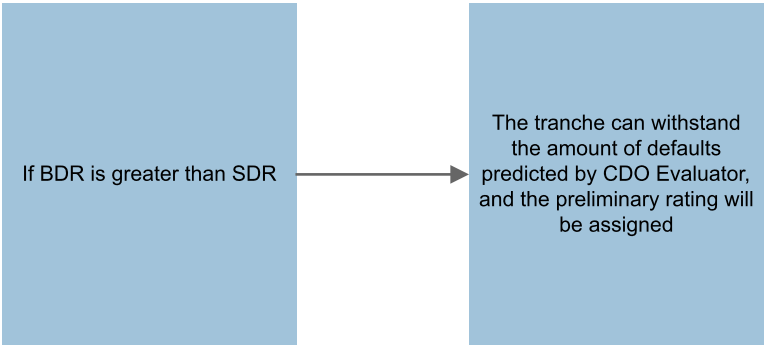 If BDR is greater than SDR
The tranche can withstand
the amount of defaults
predicted by CDO Evaluator,
and the preliminary rating will
be assigned